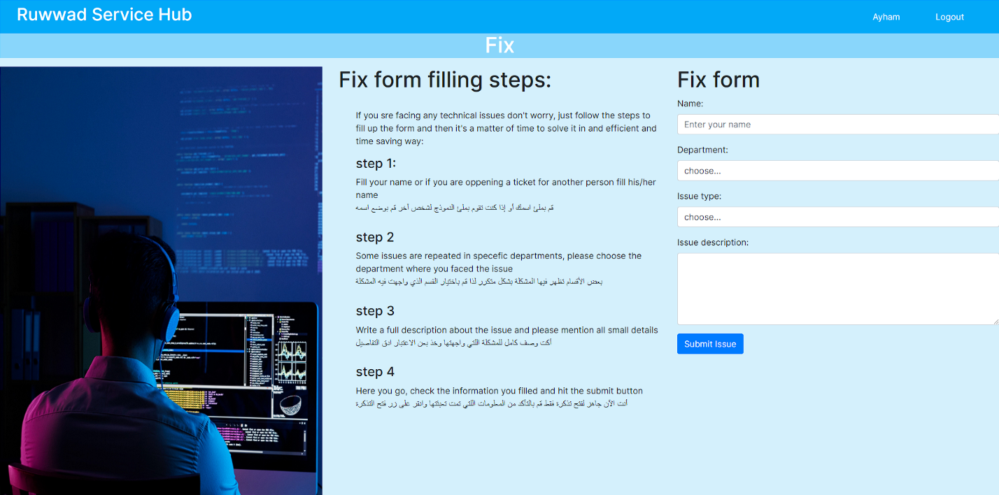 Ruwwad Service Hub
Ayham
Logout
Fix
Fix form filling steps:
If you sre facing any technical issues don't worry, just follow the steps to
fill up the form and then it's a matter of time to solve it in and efficient and
time saving way:
step 1:
Fill your name or if you are oppening a ticket for another person fill his/her
name
قم بملئ اسمك أو إذا كنت تقوم بملئ النموذج لشخص أخر قم بوضع اسمه
step 2
Some issues are repeated in specefic departments, please choose the
department where you faced the issue
بعض الأقسام تظهر فيها المشكلة بشكل متكرر لذا قم باختيار القسم الذي واجهت فيه المشكلة
step 3
Write a full description about the issue and please mention all small details
أكت وصف كامل للمشكلة اللتي واجهتها وخذ بعن الاعتبار ادق التفاصيل
step 4
Here you go, check the information you filled and hit the submit button
أنت الآن جاهز لفتح تذكرة فقط قم بالتأكد من المعلومات اللتي تمت تعبئتها وانقر على زر فتح التذكرة
Fix form
Name:
Enter your name
Department:
choose...
Issue type:
choose...
Issue description:
Submit Issue